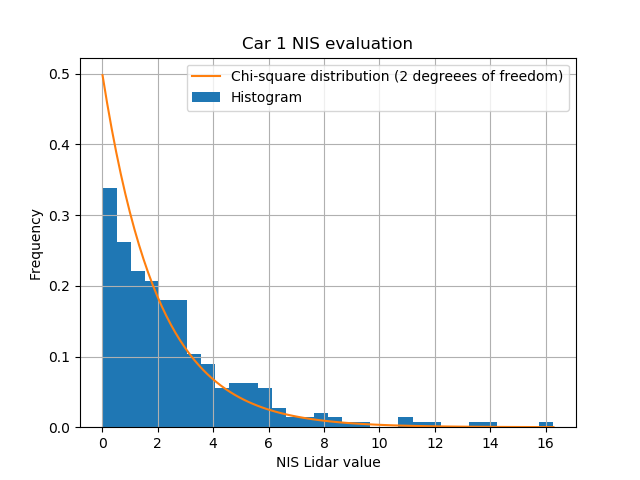 Car 1 NIS evaluation
Chi-square distribution (2 degreees of freedom)
Histogram
0.5
0.4
0.3
0.2
0.1
0.0
Frequency
0 2 4 6 8 10 12 14 16
NIS Lidar value